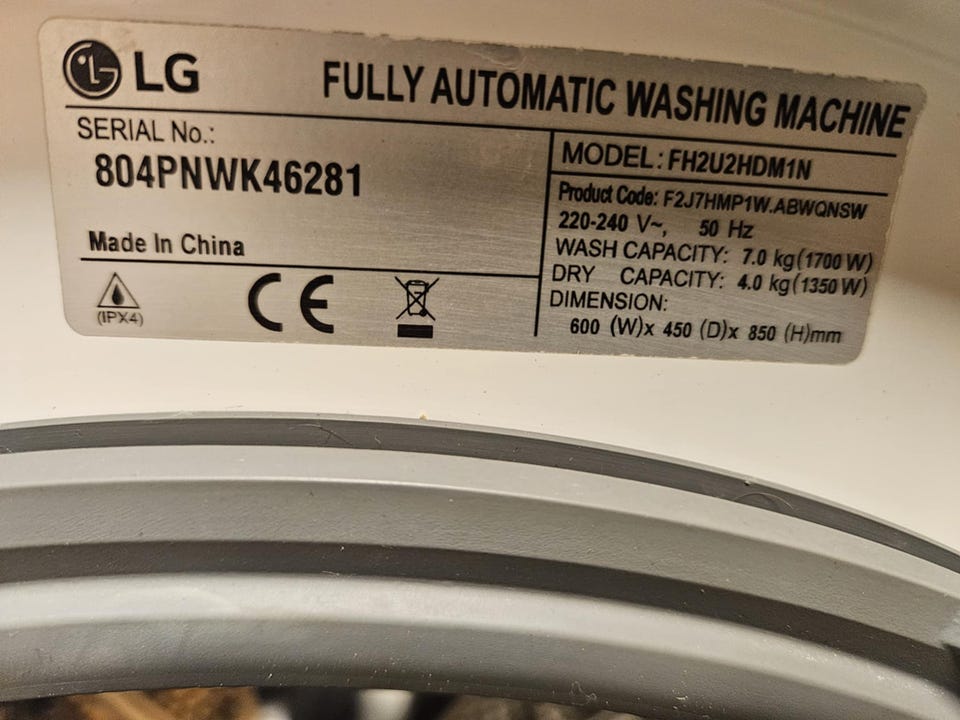 LG
FULLY AUTOMATIC WASHING MACHINE
SERIAL No.:
804PNWK46281
Made In China
(IPX4)
CE
MODEL: FH2U2HDM1N
Product Code: F2J7HMP1W.ABWQNSW
220-240 V~, 50 Hz
WASH CAPACITY: 7.0 kg(1700 W)
DRY CAPACITY: 4.0 kg(1350 W)
DIMENSION:
600 (W)x 450 (D)x 850 (H)mm